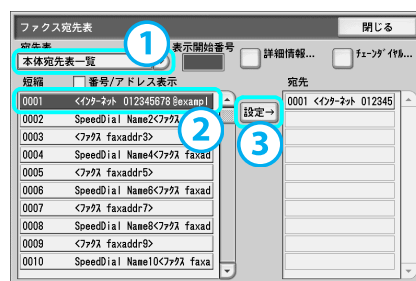 ファクス宛先表
閉じる
宛先表
1
表示開始番号
本体宛先表一覧
詳細情報...
ﾁｪｰﾝﾀﾞｲﾔﾙ...
短縮
番号/アドレス表示
宛先
0001 <ｲﾝﾀｰﾈｯﾄ 012345678@exampl
0001 <ｲﾝﾀｰﾈｯﾄ 012345
設定→
0002 SpeedDial Name2<ﾌｧｸｽ
2
3
0003 <ﾌｧｸｽ faxaddr3>
0004 SpeedDial Name4<ﾌｧｸｽ faxad
0005 <ﾌｧｸｽ faxaddr5>
0006 SpeedDial Name6<ﾌｧｸｽ faxad
0007 <ﾌｧｸｽ faxaddr7>
0008 SpeedDial Name8<ﾌｧｸｽ faxad
0009 <ﾌｧｸｽ faxaddr9>
0010 SpeedDial Name10<ﾌｧｸｽ faxa